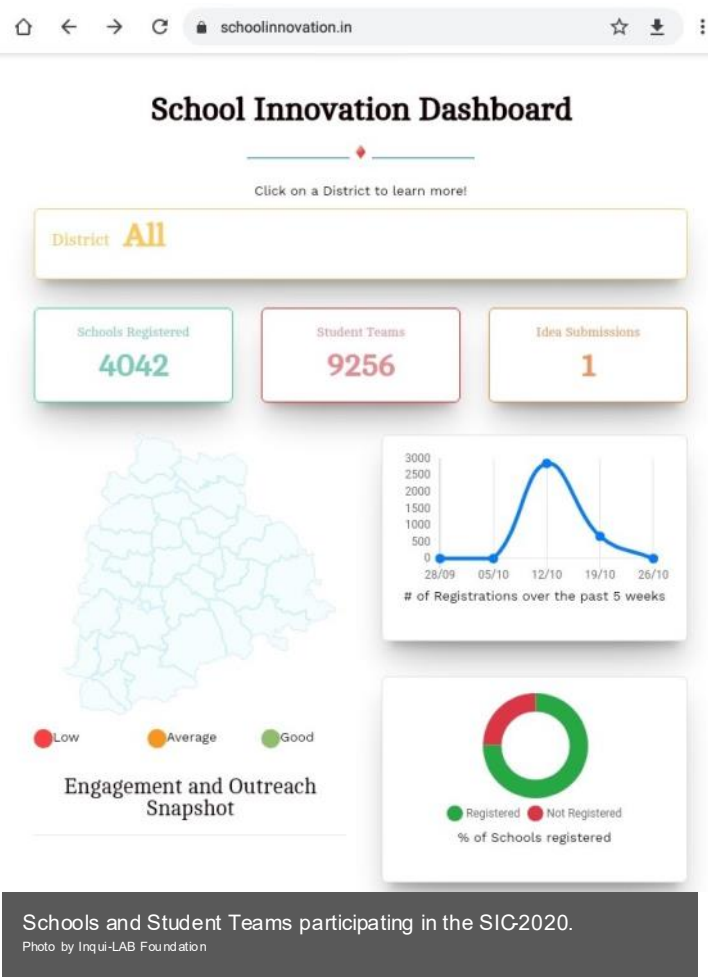 schoolinnovation.in
School Innovation Dashboard
Click on a District to learn more!
District All
Schools Registered
4042
Student Teams
9256
Idea Submissions
1
3000
2500
2000
1500
1000
500
0
28/09 05/10 12/10 19/10 26/10
# of Registrations over the past 5 weeks
Low Average Good
Engagement and Outreach
Snapshot
Registered Not Registered
% of Schools registered
Schools and Student Teams participating in the SIC-2020.
Photo by Inqui-LAB Foundation